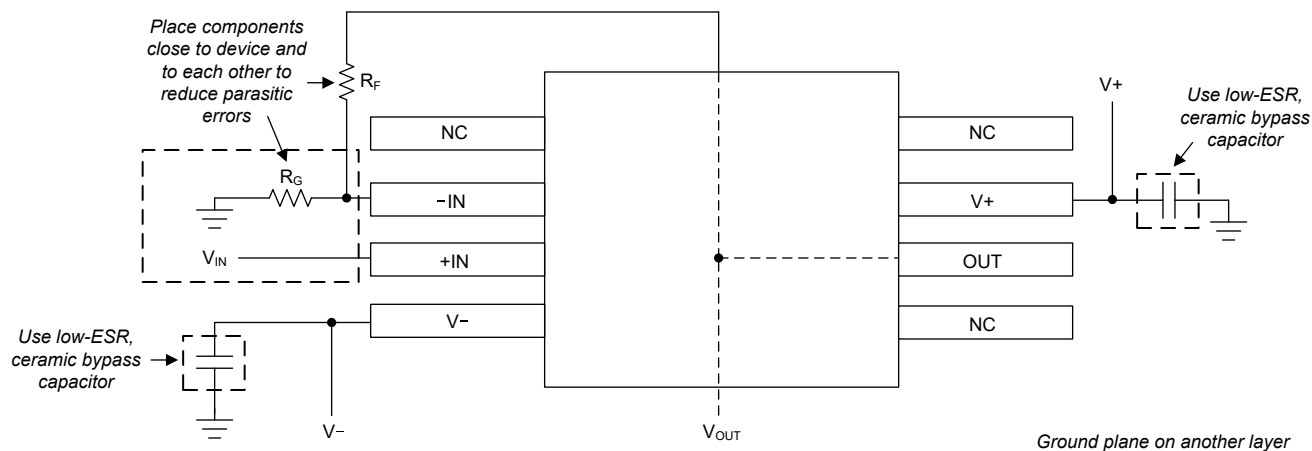 Place components
close to device and
to each other to
reduce parasitic
errors
RF
V+
Use low-ESR,
ceramic bypass
capacitor
NC
NC
RG
−IN
V+
VIN
+IN
OUT
V−
NC
Use low-ESR,
ceramic bypass
capacitor
V−
VOUT
Ground plane on another layer